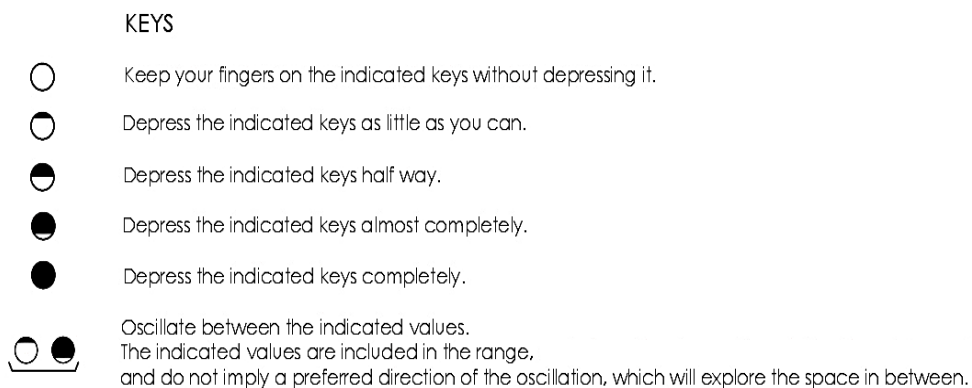 KEYS
Keep your fingers on the indicated keys without depressing it.
Depress the indicated keys as little as you can.
Depress the indicated keys half way.
Depress the indicated keys almost completely.
Depress the indicated keys completely.
Oscillate between the indicated values.
The indicated values are included in the range,
and do not imply a preferred direction of the oscillation, which will explore the space in between.